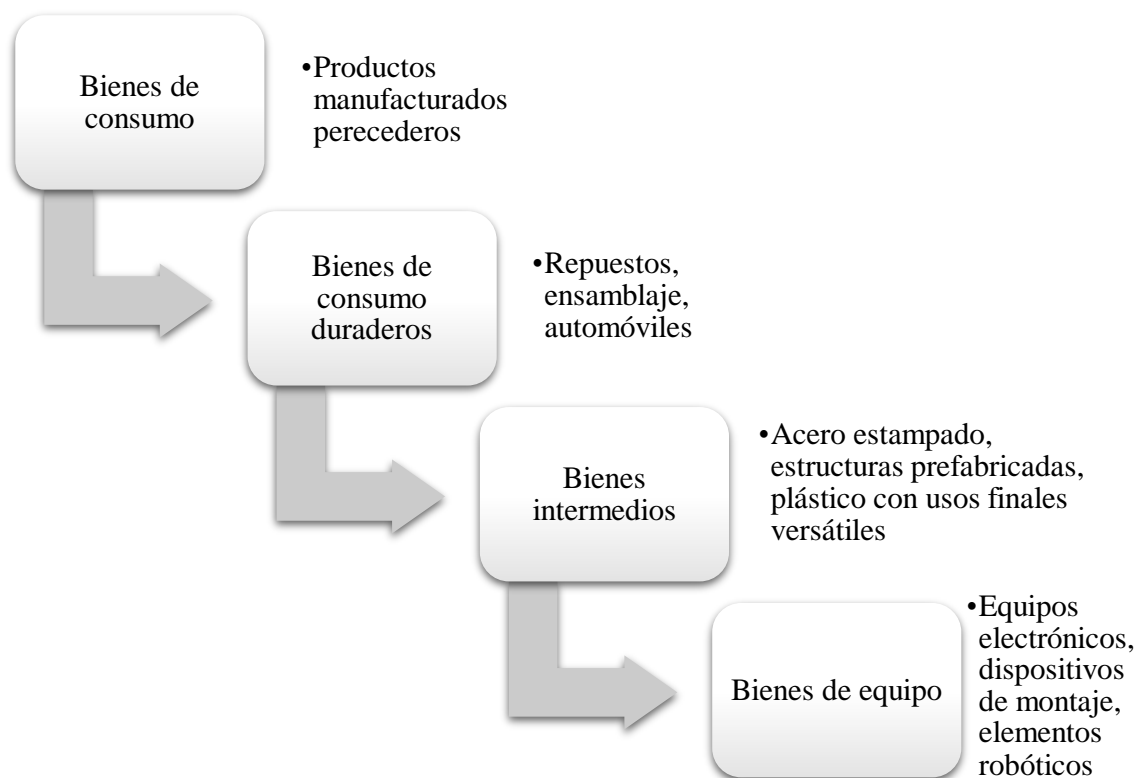 Bienes de
consumo
•Productos
manufacturados
perecederos
Bienes de
consumo
duraderos
•Repuestos,
ensamblaje,
automóviles
Bienes
intermedios
•Acero estampado,
estructuras prefabricadas,
plástico con usos finales
versátiles
Bienes de equipo
•Equipos
electrónicos,
dispositivos
de montaje,
elementos
robóticos